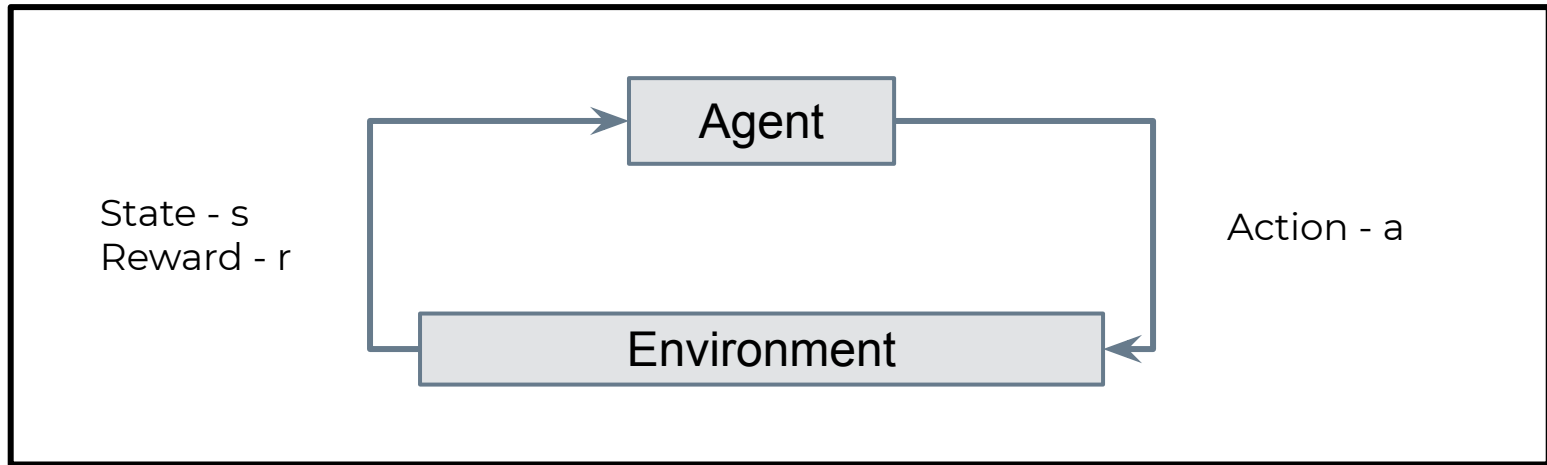 Agent
State - s
Reward - r
Action - a
Environment